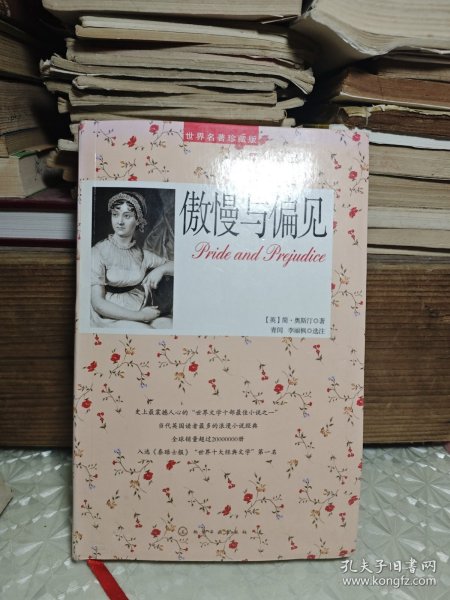 世界名著珍藏版
傲慢与偏见
Pride and Prejudice
[英] 简·奥斯汀 ◎ 著
青闰 李丽枫 ◎ 选注
史上最震撼人心的“世界文学十部最佳小说之一”
当代英国读者最多的浪漫小说经典
全球销量超过20000000册
入选《泰晤士报》“世界十大经典文学”第一名
孔夫子旧书网
www.kongfz.com